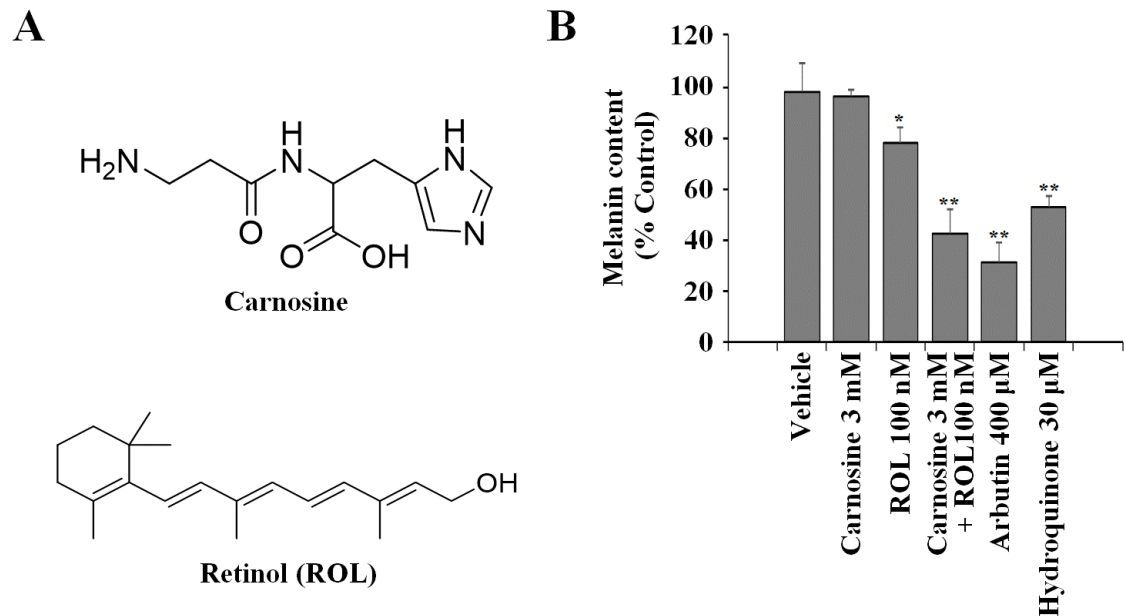 A
H₂N
O
H
N
O
OH
H
N
N
Carnosine
OH
Retinol (ROL)
B
Melanin content
(% Control)
120
100
80
60
40
20
0
*
**
**
**
Vehicle
Carnosine 3 mM
ROL 100 nM
Carnosine 3 mM
+ ROL100 nM
Arbutin 400 μM
Hydroquinone 30 μM